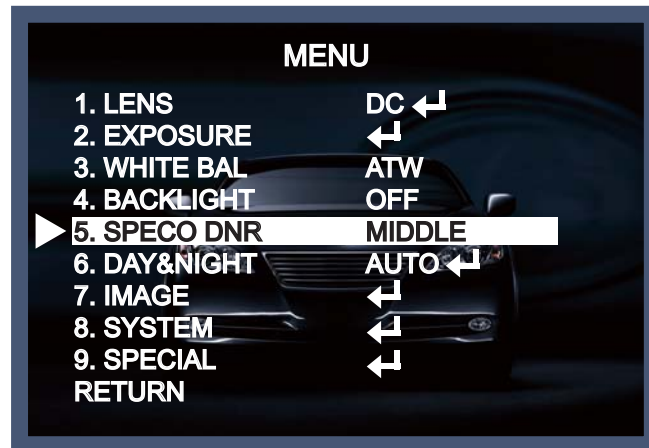 MENU
1. LENS DC ↵
2. EXPOSURE ↵
3. WHITE BAL ATW
4. BACKLIGHT OFF
5. SPECO DNR MIDDLE
6. DAY&NIGHT AUTO ↵
7. IMAGE ↵
8. SYSTEM ↵
9. SPECIAL ↵
RETURN